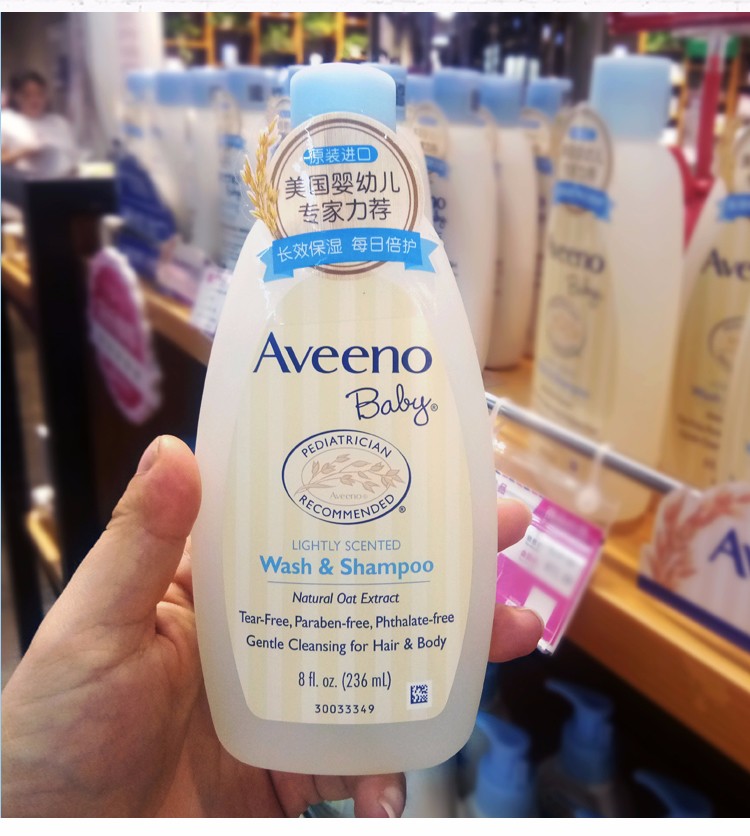 原装进口
美国婴幼儿
专家力荐
长效保湿 每日倍护
Aveeno
Baby®
PEDIATRICIAN
Aveeno®
RECOMMENDED®
LIGHTLY SCENTED
Wash & Shampoo
Natural Oat Extract
Tear-Free, Paraben-free, Phthalate-free
Gentle Cleansing for Hair & Body
8 fl. oz. (236 mL)
30033349
Aveeno
Baby